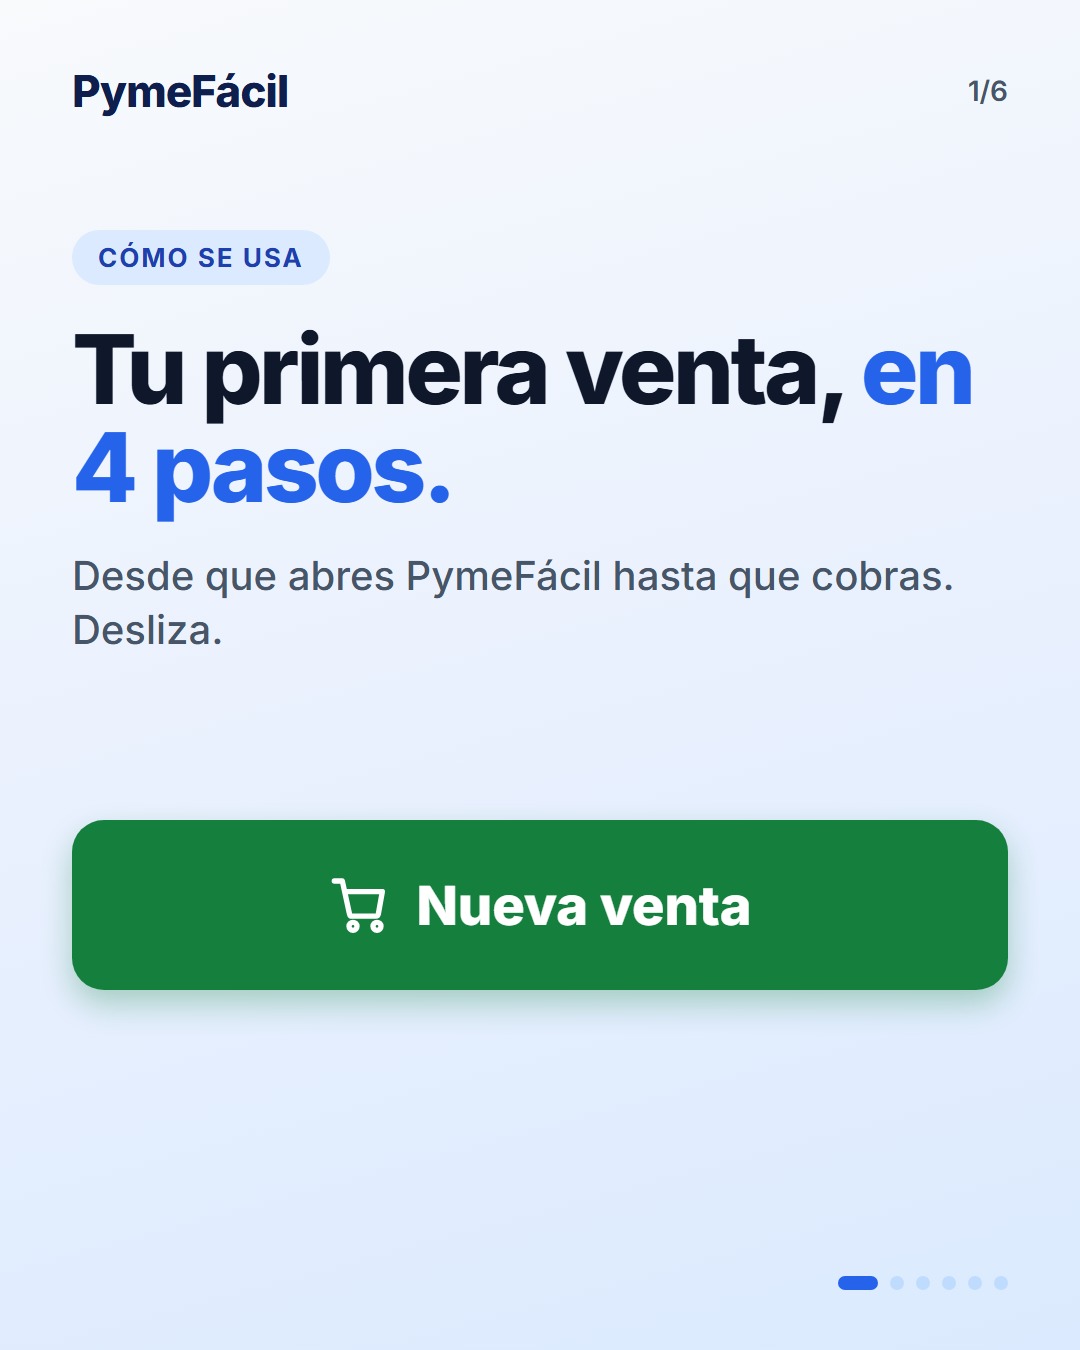 PymeFácil
1/6
CÓMO SE USA
Tu primera venta, en
4 pasos.
Desde que abres PymeFácil hasta que cobras.
Desliza.
Nueva venta